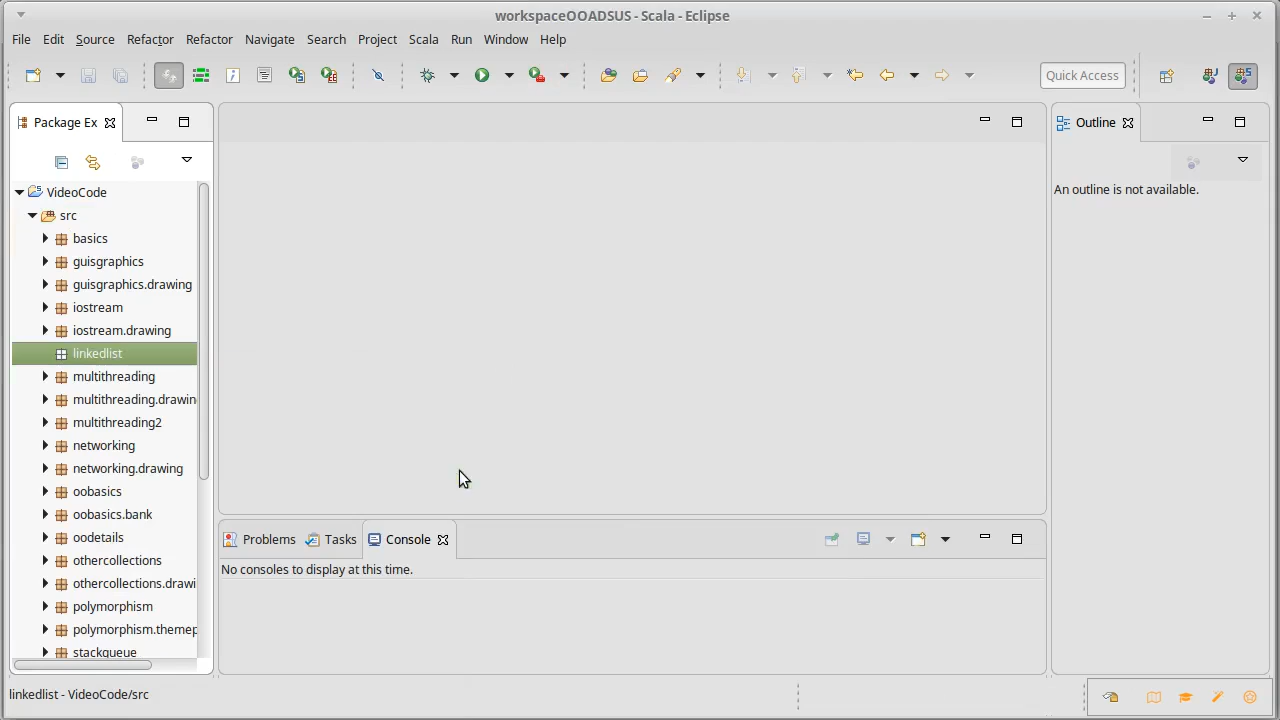 workspaceOOADSUS - Scala - Eclipse
File Edit Source Refactor Refactor Navigate Search Project Scala Run Window Help
Quick Access
Package Ex
Outline
VideoCode
An outline is not available.
src
basics
guisgraphics
guisgraphics.drawing
iostream
iostream.drawing
linkedlist
multithreading
multithreading.drawin
multithreading2
networking
networking.drawing
oobasics
oobasics.bank
oodetails
othercollections
othercollections.drawi
polymorphism
polymorphism.themep
stackqueue
Problems Tasks Console
No consoles to display at this time.
linkedlist - VideoCode/src